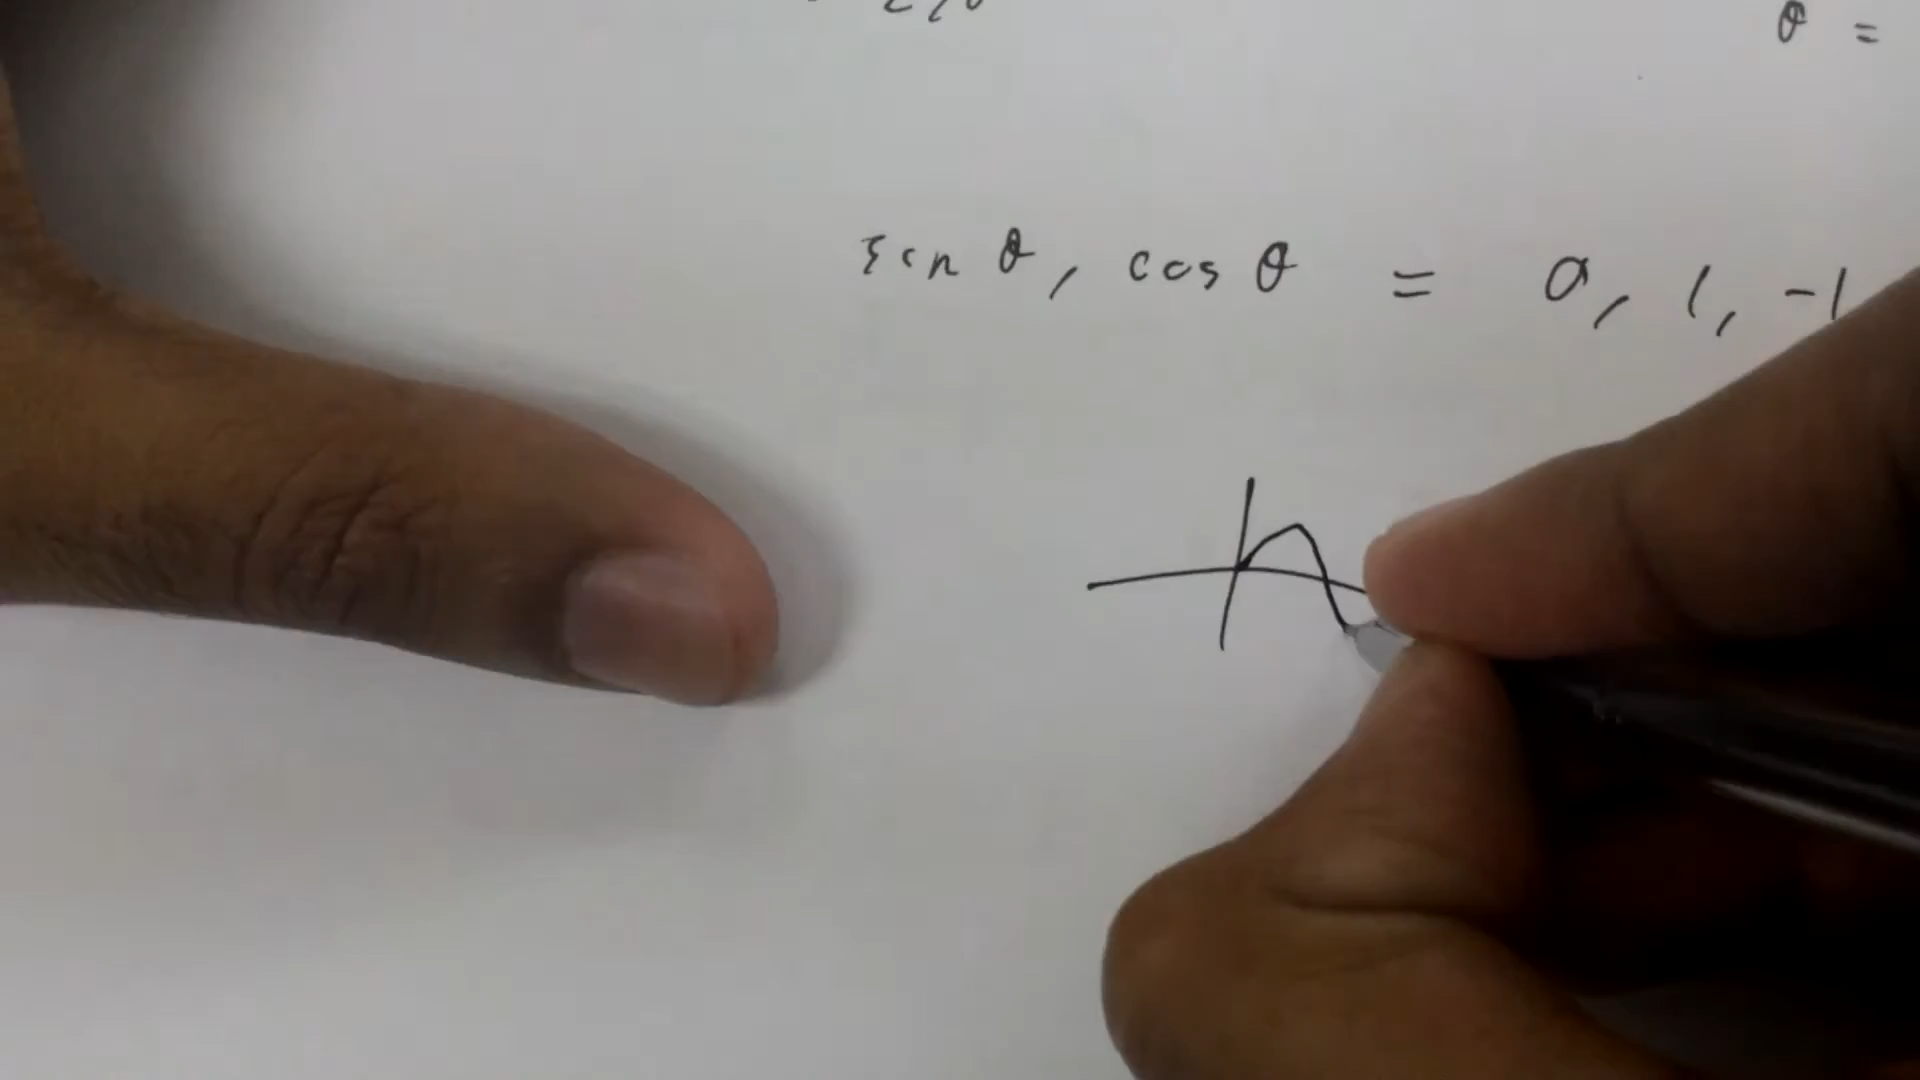 θ =
sin θ, cos θ = 0, 1, -1